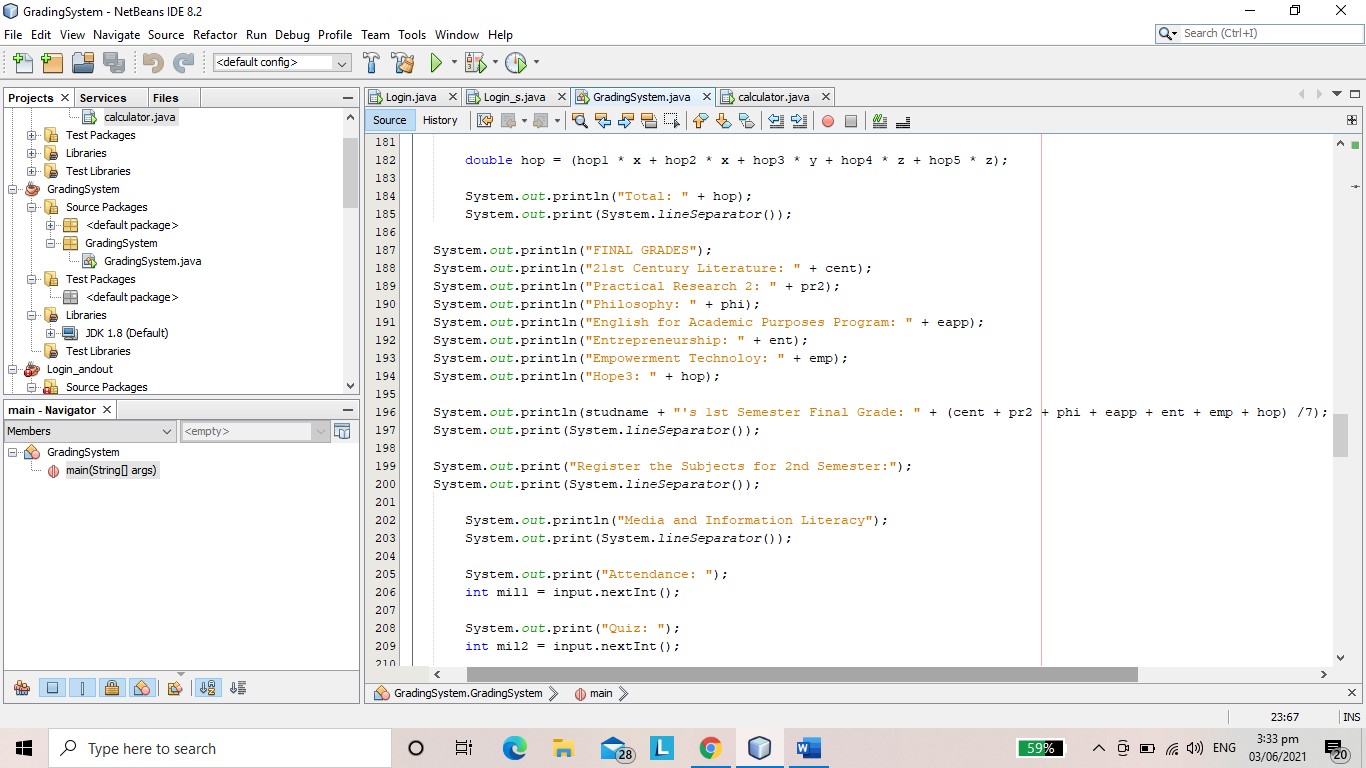 GradingSystem - NetBeans IDE 8.2
File Edit View Navigate Source Refactor Run Debug Profile Team Tools Window Help
Search (Ctrl+I)
<default config>
Projects Services Files
calculator.java
Test Packages
Libraries
Test Libraries
GradingSystem
Source Packages
<default package>
GradingSystem
GradingSystem.java
Test Packages
<default package>
Libraries
JDK 1.8 (Default)
Test Libraries
Login_andout
Source Packages
main - Navigator
Members <empty>
GradingSystem
main(String[] args)
Login.java Login_s.java GradingSystem.java calculator.java
Source History
181
182 double hop = (hop1 * x + hop2 * x + hop3 * y + hop4 * z + hop5 * z);
183
184 System.out.println("Total: " + hop);
185 System.out.print(System.lineSeparator());
186
187 System.out.println("FINAL GRADES");
188 System.out.println("21st Century Literature: " + cent);
189 System.out.println("Practical Research 2: " + pr2);
190 System.out.println("Philosophy: " + phi);
191 System.out.println("English for Academic Purposes Program: " + eapp);
192 System.out.println("Entrepreneurship: " + ent);
193 System.out.println("Empowerment Technoloy: " + emp);
194 System.out.println("Hope3: " + hop);
195
196 System.out.println(studname + "'s 1st Semester Final Grade: " + (cent + pr2 + phi + eapp + ent + emp + hop) /7);
197 System.out.print(System.lineSeparator());
198
199 System.out.print("Register the Subjects for 2nd Semester:");
200 System.out.print(System.lineSeparator());
201
202 System.out.println("Media and Information Literacy");
203 System.out.print(System.lineSeparator());
204
205 System.out.print("Attendance: ");
206 int mil1 = input.nextInt();
207
208 System.out.print("Quiz: ");
209 int mil2 = input.nextInt();
210
GradingSystem.GradingSystem main
23:67 INS
Type here to search
28
L
W
59%
ENG
3:33 pm
03/06/2021
20